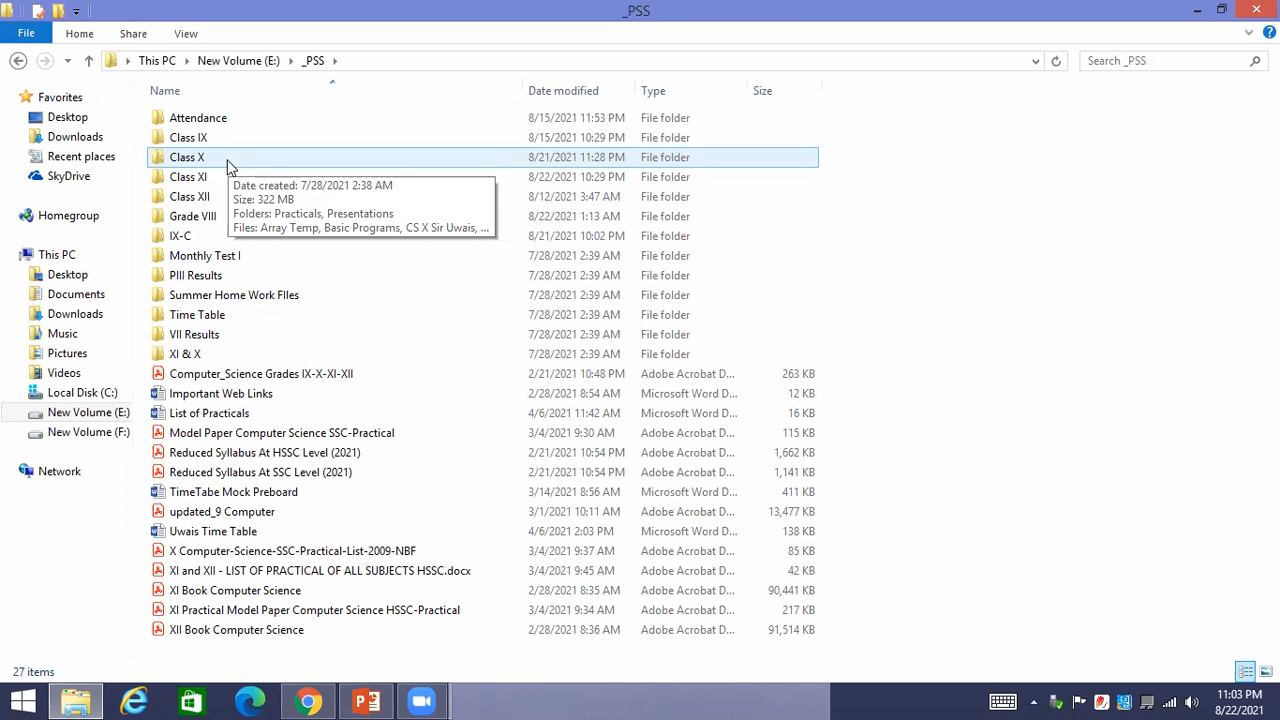 _PSS
File Home Share View
This PC New Volume (E:) _PSS Search _PSS
Name Date modified Type Size
Favorites
Desktop
Downloads
Recent places
SkyDrive
Homegroup
This PC
Desktop
Documents
Downloads
Music
Pictures
Videos
Local Disk (C:)
New Volume (E:)
New Volume (F:)
Network
Attendance 8/15/2021 11:53 PM File folder
Class IX 8/15/2021 10:29 PM File folder
Class X 8/21/2021 11:28 PM File folder
Class XI 8/22/2021 10:29 PM File folder
Class XII 8/12/2021 3:47 AM File folder
Grade VIII 8/22/2021 1:13 AM File folder
IX-C 8/21/2021 10:02 PM File folder
Monthly Test I 7/28/2021 2:39 AM File folder
PIII Results 7/28/2021 2:39 AM File folder
Summer Home Work FIles 7/28/2021 2:39 AM File folder
Time Table 7/28/2021 2:39 AM File folder
VII Results 7/28/2021 2:39 AM File folder
XI & X 7/28/2021 2:39 AM File folder
Computer_Science Grades IX-X-XI-XII 2/21/2021 10:48 PM Adobe Acrobat D... 263 KB
Important Web Links 2/28/2021 8:54 AM Microsoft Word D... 12 KB
List of Practicals 4/6/2021 11:42 AM Microsoft Word D... 16 KB
Model Paper Computer Science SSC-Practical 3/4/2021 9:30 AM Adobe Acrobat D... 115 KB
Reduced Syllabus At HSSC Level (2021) 2/21/2021 10:54 PM Adobe Acrobat D... 1,662 KB
Reduced Syllabus At SSC Level (2021) 2/21/2021 10:54 PM Adobe Acrobat D... 1,141 KB
TimeTabe Mock Preboard 3/14/2021 8:56 AM Microsoft Word D... 411 KB
updated_9 Computer 3/1/2021 10:11 AM Adobe Acrobat D... 13,477 KB
Uwais Time Table 4/6/2021 2:03 PM Microsoft Word D... 138 KB
X Computer-Science-SSC-Practical-List-2009-NBF 3/4/2021 9:37 AM Adobe Acrobat D... 85 KB
XI and XII - LIST OF PRACTICAL OF ALL SUBJECTS HSSC.docx 3/4/2021 9:45 AM Adobe Acrobat D... 42 KB
XI Book Computer Science 2/28/2021 8:35 AM Adobe Acrobat D... 90,441 KB
XI Practical Model Paper Computer Science HSSC-Practical 3/4/2021 9:34 AM Adobe Acrobat D... 217 KB
XII Book Computer Science 2/28/2021 8:36 AM Adobe Acrobat D... 91,514 KB
Date created: 7/28/2021 2:38 AM
Size: 322 MB
Folders: Practicals, Presentations
Files: Array Temp, Basic Programs, CS X Sir Uwais, ...
27 items
11:03 PM
8/22/2021